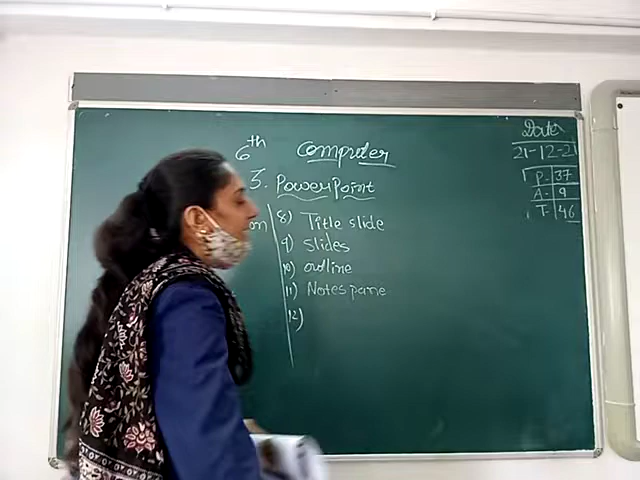 6th Computer
3. PowerPoint
on
8) Title slide
9) slides
10) outline
11) Notes pane
12)
Date
21-12-21
P- 37
A- 9
T- 46